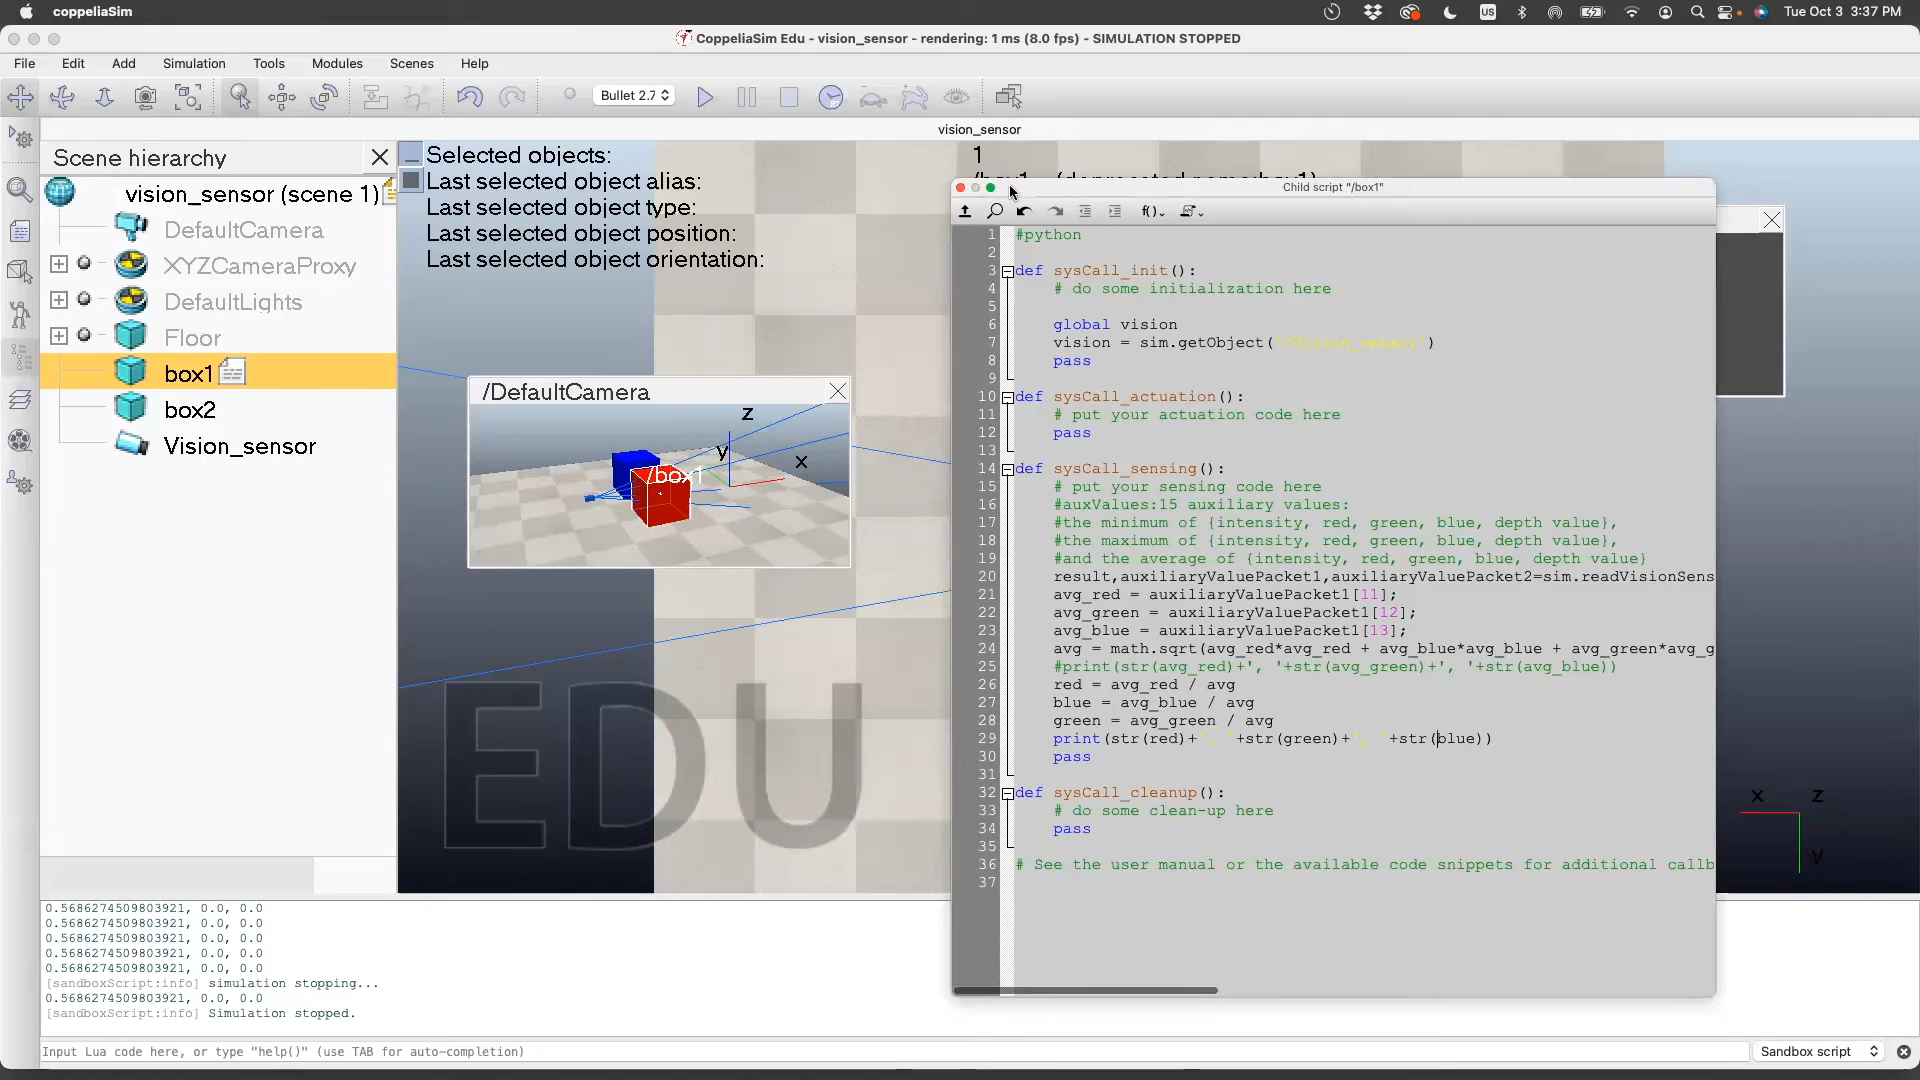 coppeliaSim
US
Tue Oct 3 3:37 PM
CoppeliaSim Edu - vision_sensor - rendering: 1 ms (8.0 fps) - SIMULATION STOPPED
File Edit Add Simulation Tools Modules Scenes Help
Bullet 2.7
RT
vision_sensor
Scene hierarchy
vision_sensor (scene 1)
DefaultCamera
XYZCameraProxy
DefaultLights
Floor
box1
box2
Vision_sensor
Selected objects: 1
Last selected object alias:
Last selected object type:
Last selected object position:
Last selected object orientation:
/DefaultCamera
z
y
x
/box1
EDU
Child script "/box1"
f()
1 #python
2
3 def sysCall_init():
4 # do some initialization here
5
6 global vision
7 vision = sim.getObject("/Vision_sensor")
8 pass
9
10 def sysCall_actuation():
11 # put your actuation code here
12 pass
13
14 def sysCall_sensing():
15 # put your sensing code here
16 #auxValues:15 auxiliary values:
17 #the minimum of {intensity, red, green, blue, depth value},
18 #the maximum of {intensity, red, green, blue, depth value},
19 #and the average of {intensity, red, green, blue, depth value}
20 result,auxiliaryValuePacket1,auxiliaryValuePacket2=sim.readVisionSens
21 avg_red = auxiliaryValuePacket1[11];
22 avg_green = auxiliaryValuePacket1[12];
23 avg_blue = auxiliaryValuePacket1[13];
24 avg = math.sqrt(avg_red*avg_red + avg_blue*avg_blue + avg_green*avg_g
25 #print(str(avg_red)+', '+str(avg_green)+', '+str(avg_blue))
26 red = avg_red / avg
27 blue = avg_blue / avg
28 green = avg_green / avg
29 print(str(red)+', '+str(green)+', '+str(blue))
30 pass
31
32 def sysCall_cleanup():
33 # do some clean-up here
34 pass
35
36 # See the user manual or the available code snippets for additional callb
37
x z
y
0.5686274509803921, 0.0, 0.0
0.5686274509803921, 0.0, 0.0
0.5686274509803921, 0.0, 0.0
0.5686274509803921, 0.0, 0.0
0.5686274509803921, 0.0, 0.0
[sandboxScript:info] simulation stopping...
0.5686274509803921, 0.0, 0.0
[sandboxScript:info] Simulation stopped.
Input Lua code here, or type "help()" (use TAB for auto-completion)
Sandbox script